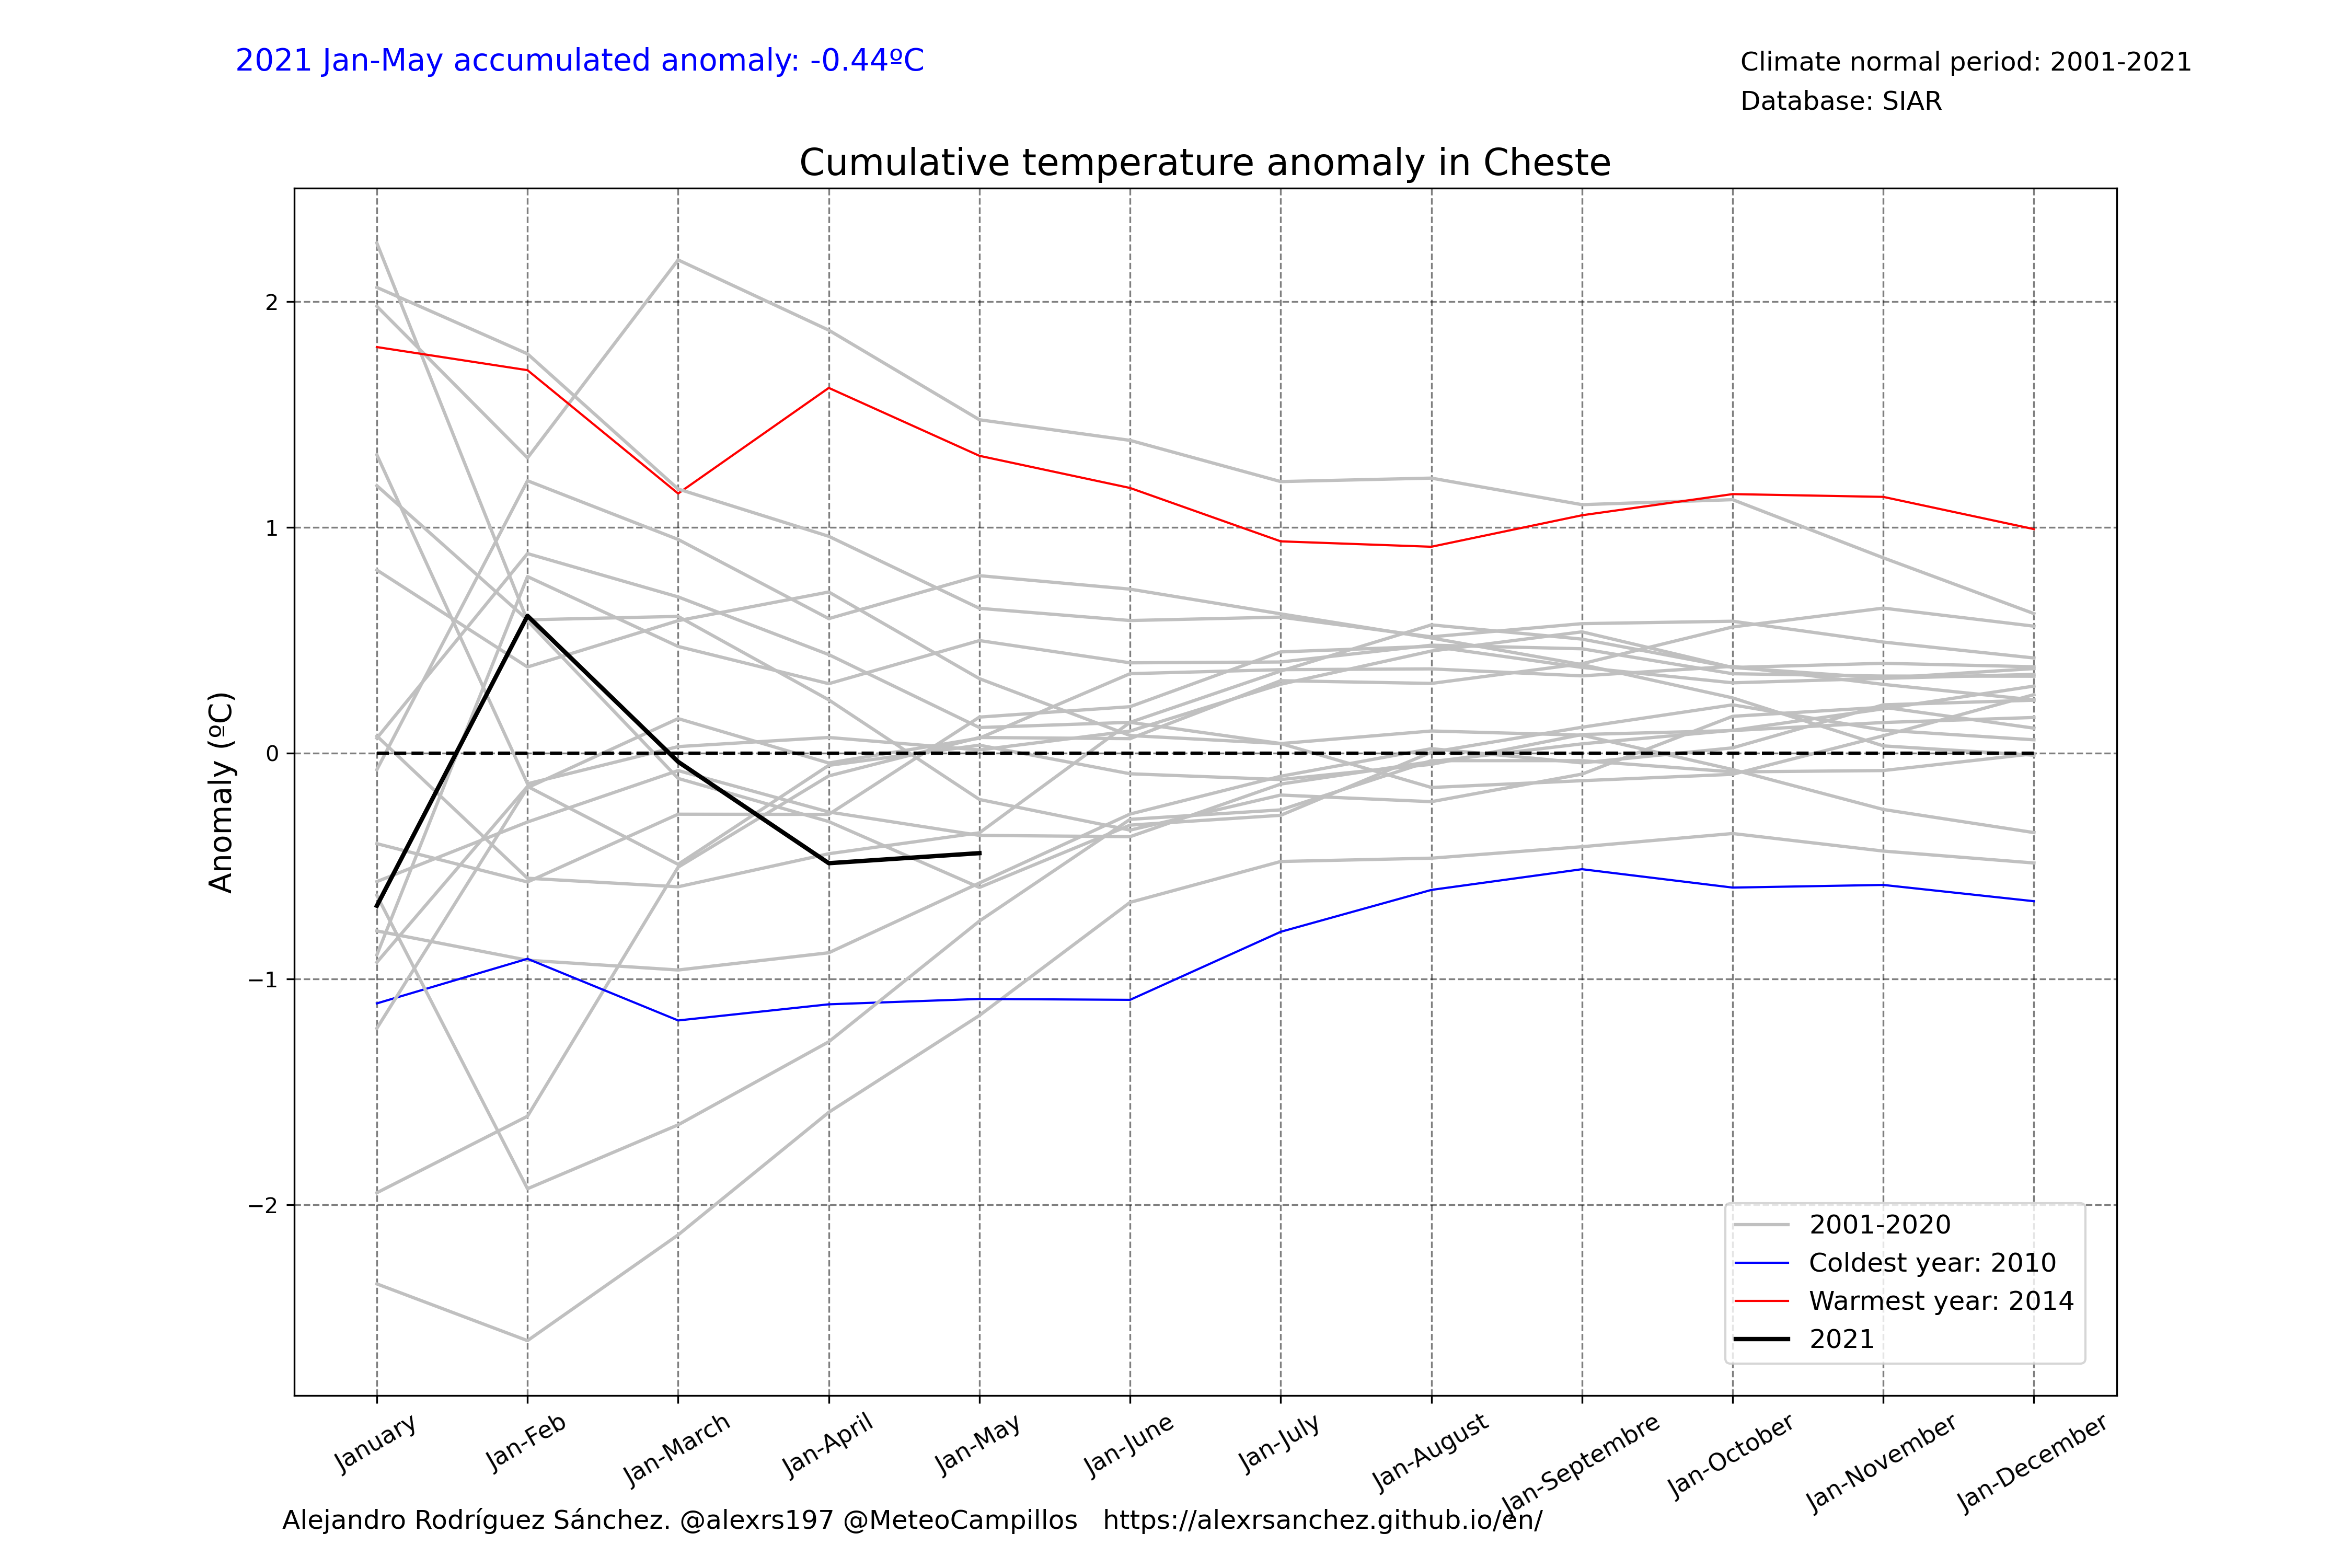 2021 Jan-May accumulated anomaly: -0.44ºC
Climate normal period: 2001-2021
Database: SIAR
Cumulative temperature anomaly in Cheste
Anomaly (ºC)
2
1
0
−1
−2
January
Jan-Feb
Jan-March
Jan-April
Jan-May
Jan-June
Jan-July
Jan-August
Jan-Septembre
Jan-October
Jan-November
Jan-December
2001-2020
Coldest year: 2010
Warmest year: 2014
2021
Alejandro Rodríguez Sánchez. @alexrs197 @MeteoCampillos   https://alexrsanchez.github.io/en/